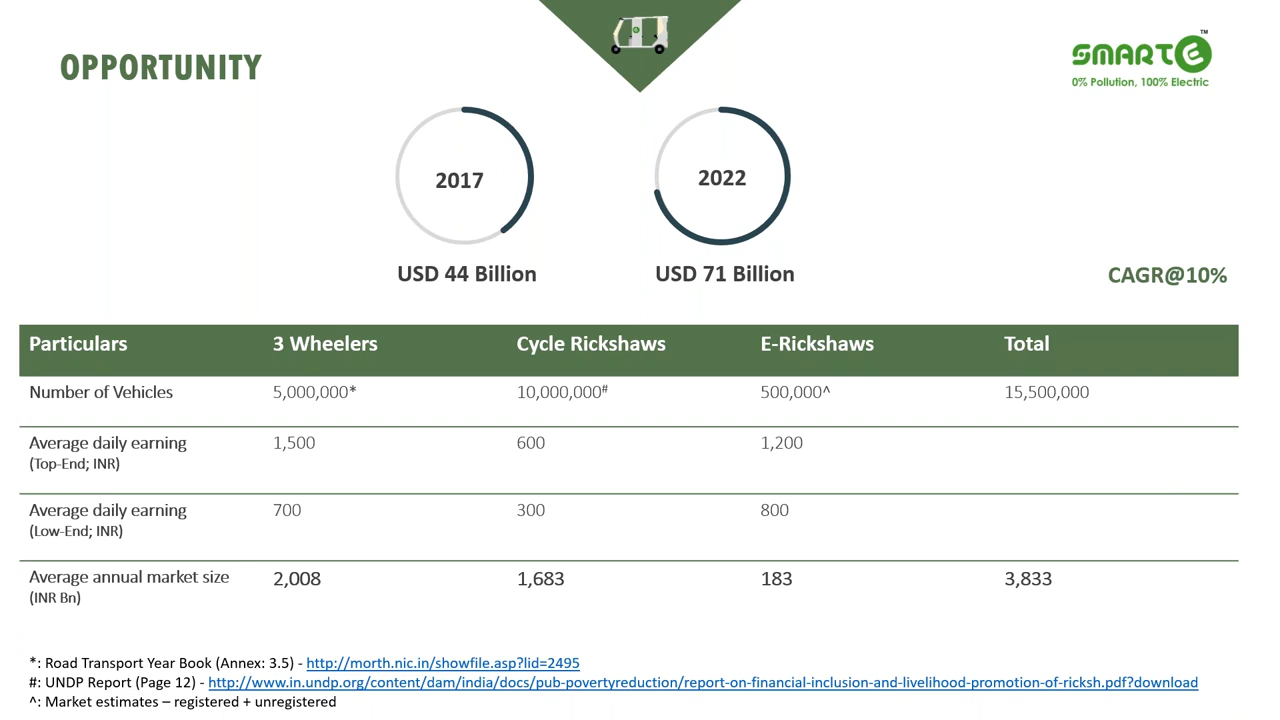 OPPORTUNITY
SMARTE™
0% Pollution, 100% Electric
2017
2022
USD 44 Billion
USD 71 Billion
CAGR@10%
Particulars 3 Wheelers Cycle Rickshaws E-Rickshaws Total
Number of Vehicles 5,000,000* 10,000,000# 500,000^ 15,500,000
Average daily earning 1,500 600 1,200
(Top-End; INR)
Average daily earning 700 300 800
(Low-End; INR)
Average annual market size 2,008 1,683 183 3,833
(INR Bn)
*: Road Transport Year Book (Annex: 3.5) - http://morth.nic.in/showfile.asp?lid=2495
#: UNDP Report (Page 12) - http://www.in.undp.org/content/dam/india/docs/pub-povertyreduction/report-on-financial-inclusion-and-livelihood-promotion-of-ricksh.pdf?download
^: Market estimates – registered + unregistered